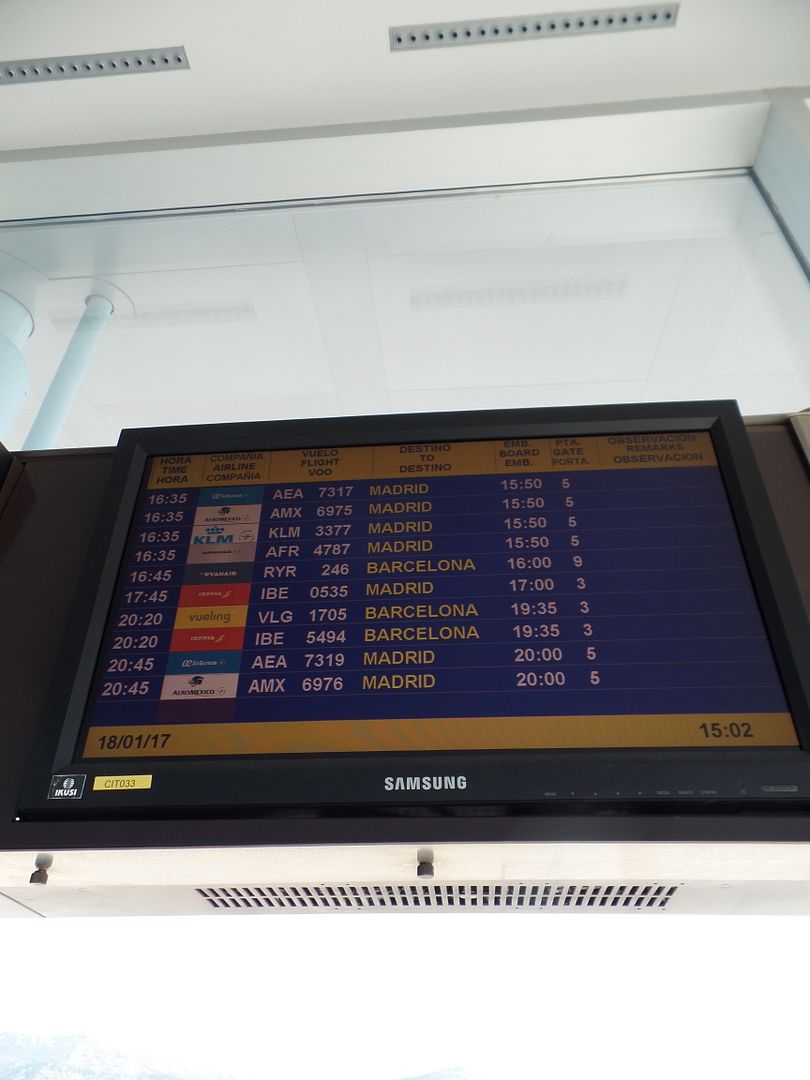 HORA TIME HORA COMPAÑIA AIRLINE COMPAÑIA VUELO FLIGHT VOO DESTINO TO DESTINO EMB. BOARD EMB. PTA. GATE PORTA. OBSERVACION REMARKS OBSERVACION
16:35 AirEuropa AEA 7317 MADRID 15:50 5
16:35 AEROMEXICO AMX 6975 MADRID 15:50 5
16:35 KLM KLM 3377 MADRID 15:50 5
16:35 AIRFRANCE AFR 4787 MADRID 15:50 5
16:45 RYANAIR RYR 246 BARCELONA 16:00 9
17:45 IBERIA IBE 0535 MADRID 17:00 3
20:20 vueling VLG 1705 BARCELONA 19:35 3
20:20 IBERIA IBE 5494 BARCELONA 19:35 3
20:45 AirEuropa AEA 7319 MADRID 20:00 5
20:45 AEROMEXICO AMX 6976 MADRID 20:00 5
18/01/17 15:02
IKUSI CIT033 SAMSUNG